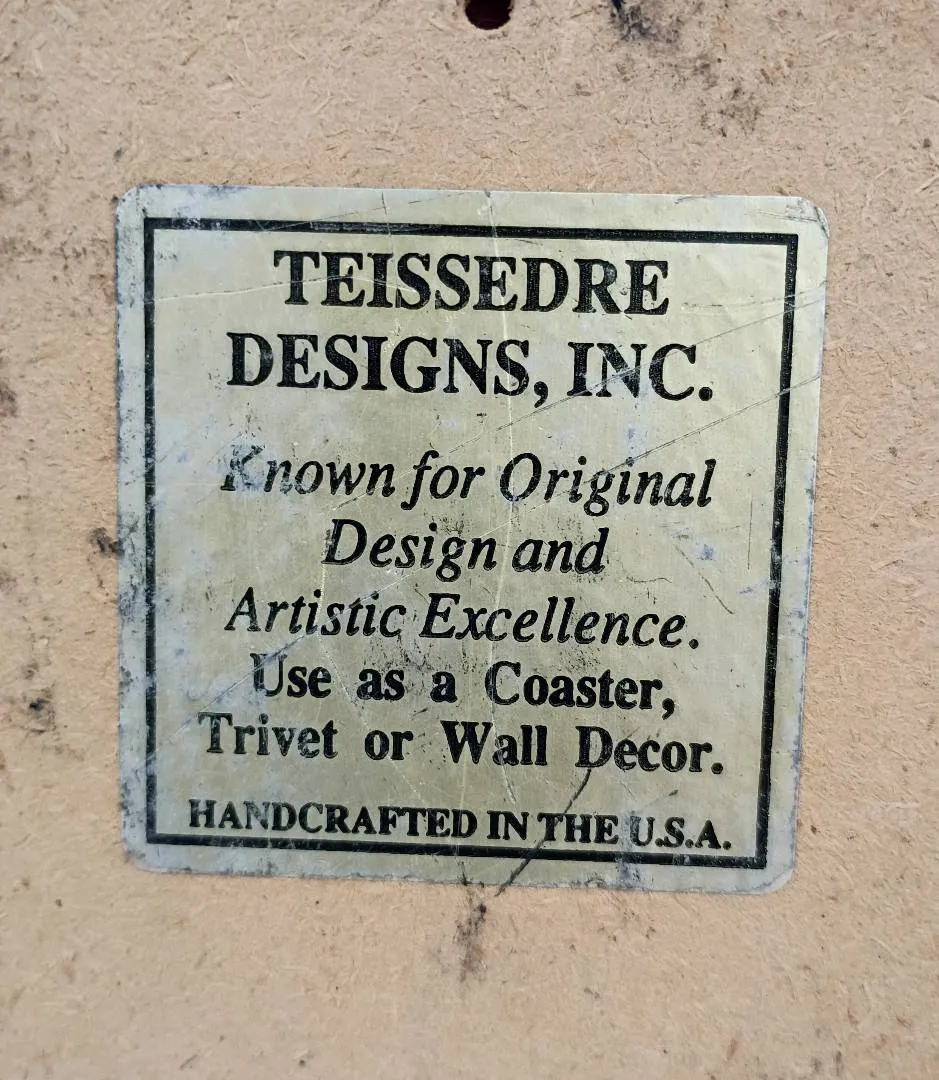 TEISSEDRE
DESIGNS, INC.
Known for Original
Design and
Artistic Excellence.
Use as a Coaster,
Trivet or Wall Decor.
HANDCRAFTED IN THE U.S.A.